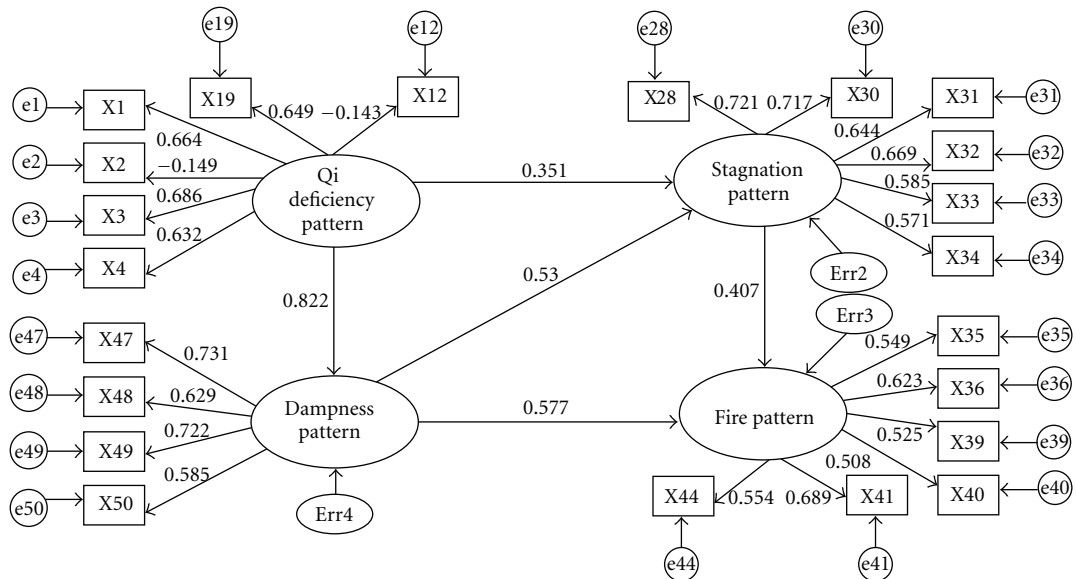 e19
e12
e28
e30
e1
X1
X19
X12
X28
X30
X31
e31
0.649
−0.143
0.721
0.717
0.664
0.644
e2
X2
−0.149
0.669
X32
e32
Qi
deficiency
pattern
0.351
Stagnation
pattern
0.686
0.585
e3
X3
X33
e33
0.632
0.571
e4
X4
X34
e34
0.822
0.53
0.407
Err2
Err3
e47
X47
0.731
0.549
X35
e35
e48
X48
0.629
0.623
X36
e36
Dampness
pattern
0.577
Fire pattern
0.722
0.525
e49
X49
X39
e39
0.585
0.508
e50
X50
Err4
X44
0.554
0.689
X41
X40
e40
e44
e41